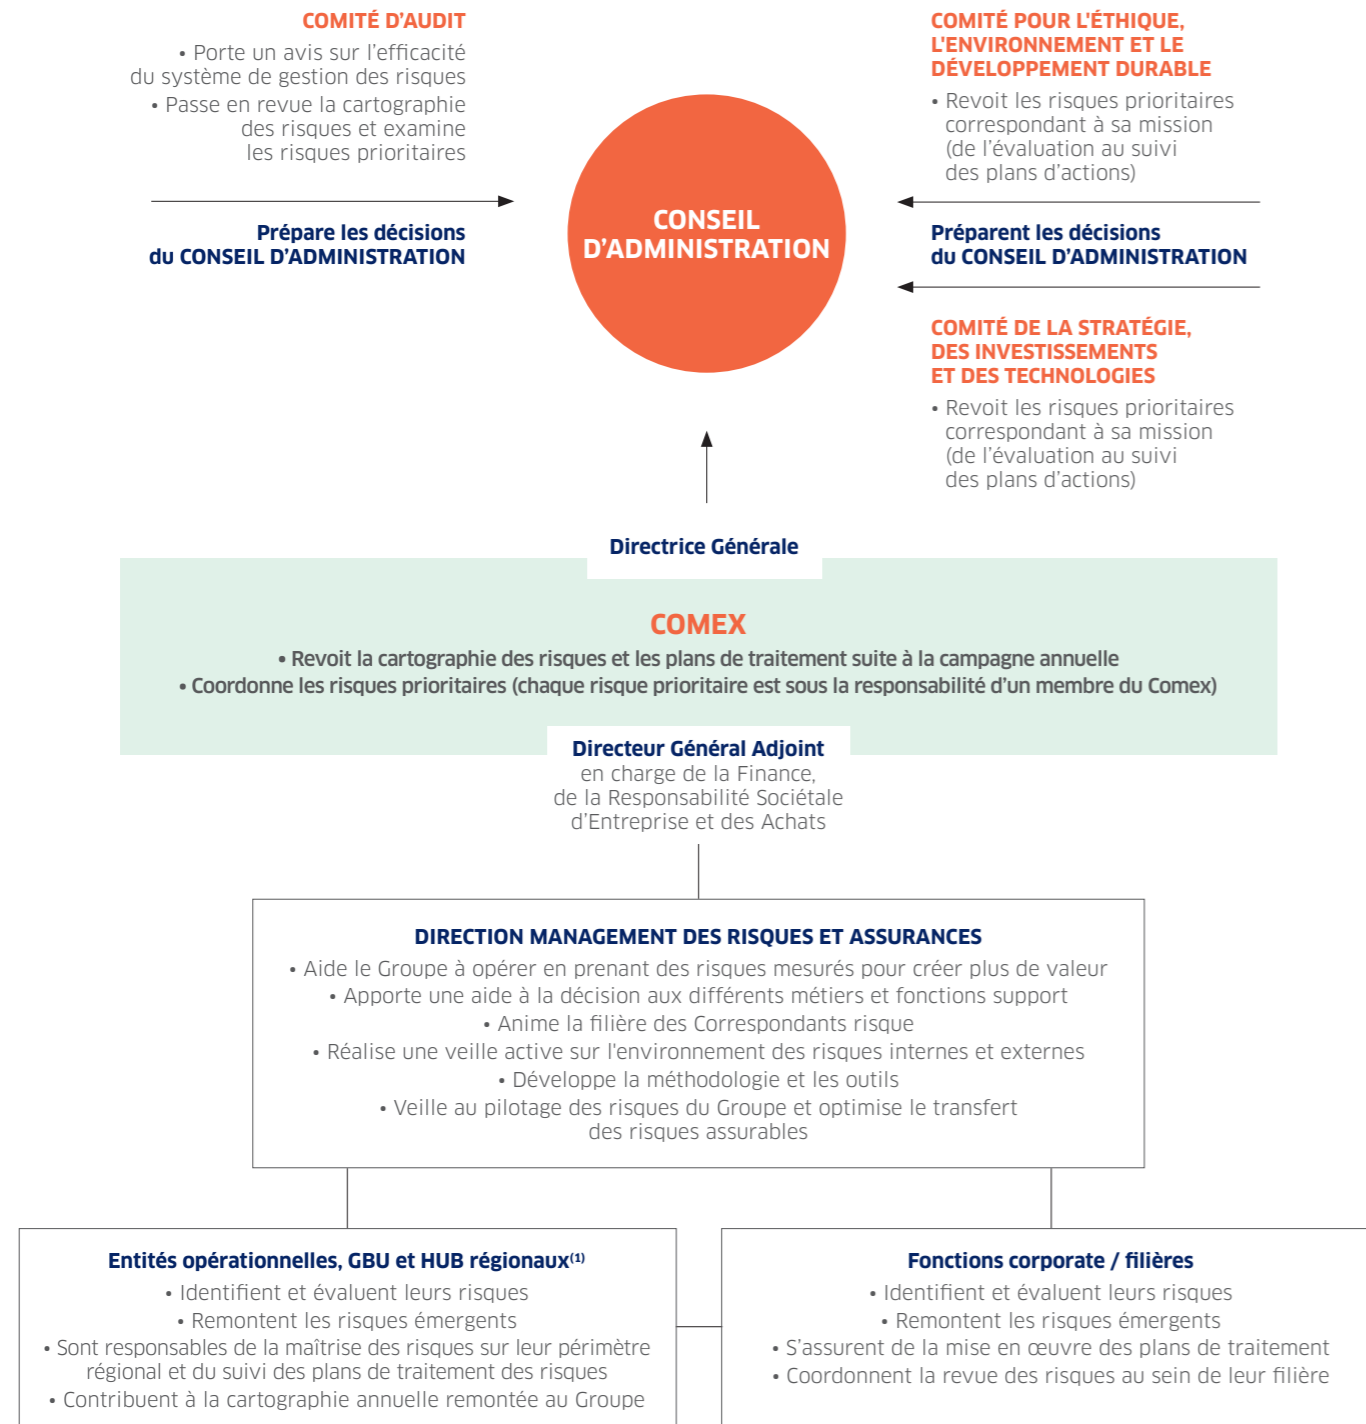 COMITÉ D’AUDIT
• Porte un avis sur l’efficacité
du système de gestion des risques
• Passe en revue la cartographie
des risques et examine
les risques prioritaires
Prépare les décisions
du CONSEIL D’ADMINISTRATION
CONSEIL
D’ADMINISTRATION
COMITÉ POUR L'ÉTHIQUE,
L'ENVIRONNEMENT ET LE
DÉVELOPPEMENT DURABLE
• Revoit les risques prioritaires
correspondant à sa mission
(de l’évaluation au suivi
des plans d’actions)
Préparent les décisions
du CONSEIL D’ADMINISTRATION
COMITÉ DE LA STRATÉGIE,
DES INVESTISSEMENTS
ET DES TECHNOLOGIES
• Revoit les risques prioritaires
correspondant à sa mission
(de l’évaluation au suivi
des plans d’actions)
Directrice Générale
COMEX
• Revoit la cartographie des risques et les plans de traitement suite à la campagne annuelle
• Coordonne les risques prioritaires (chaque risque prioritaire est sous la responsabilité d’un membre du Comex)
Directeur Général Adjoint
en charge de la Finance,
de la Responsabilité Sociétale
d’Entreprise et des Achats
DIRECTION MANAGEMENT DES RISQUES ET ASSURANCES
• Aide le Groupe à opérer en prenant des risques mesurés pour créer plus de valeur
• Apporte une aide à la décision aux différents métiers et fonctions support
• Anime la filière des Correspondants risque
• Réalise une veille active sur l'environnement des risques internes et externes
• Développe la méthodologie et les outils
• Veille au pilotage des risques du Groupe et optimise le transfert
des risques assurables
Entités opérationnelles, GBU et HUB régionaux(1)
• Identifient et évaluent leurs risques
• Remontent les risques émergents
• Sont responsables de la maîtrise des risques sur leur périmètre
régional et du suivi des plans de traitement des risques
• Contribuent à la cartographie annuelle remontée au Groupe
Fonctions corporate / filières
• Identifient et évaluent leurs risques
• Remontent les risques émergents
• S’assurent de la mise en œuvre des plans de traitement
• Coordonnent la revue des risques au sein de leur filière